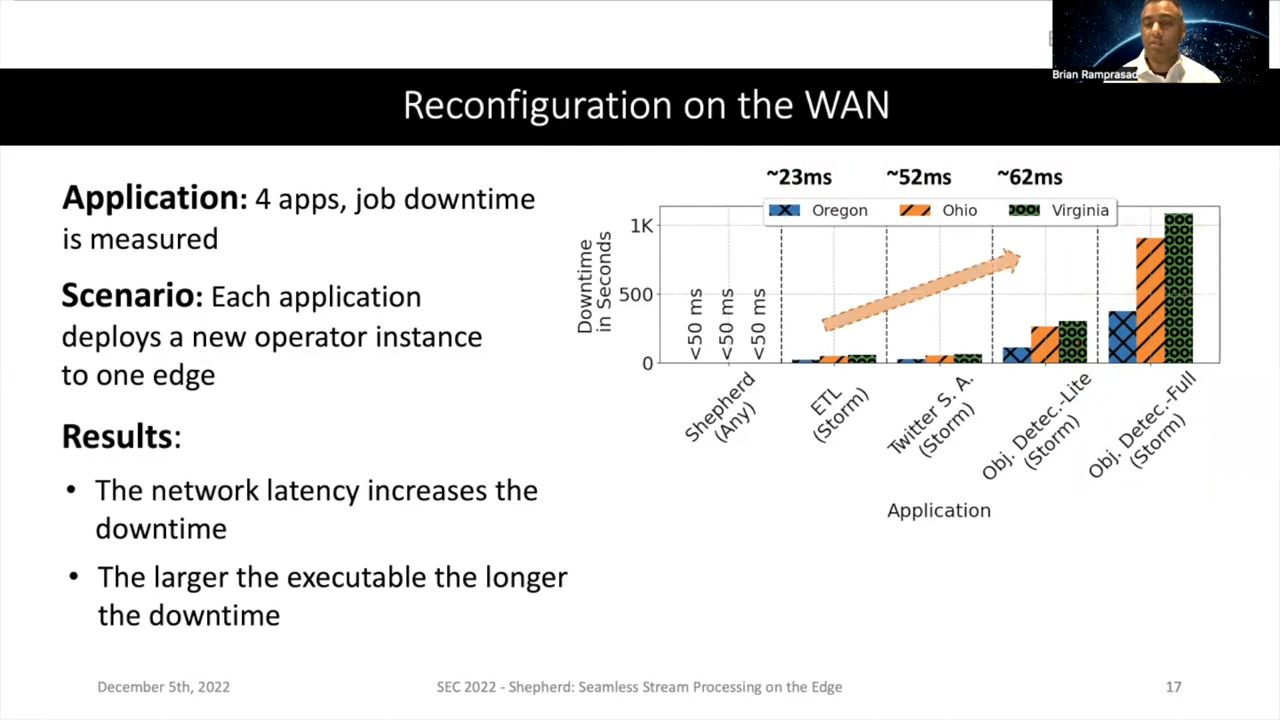 Brian Ramprasad
Reconfiguration on the WAN
Application: 4 apps, job downtime
is measured
Scenario: Each application
deploys a new operator instance
to one edge
Results:
• The network latency increases the
downtime
• The larger the executable the longer
the downtime
~23ms ~52ms ~62ms
Oregon Ohio Virginia
Downtime
in Seconds
1K
500
0
<50 ms
<50 ms
<50 ms
Shepherd
(Any)
ETL
(Storm)
Twitter S. A.
(Storm)
Obj. Detec.-Lite
(Storm)
Obj. Detec.-Full
(Storm)
Application
December 5th, 2022
SEC 2022 - Shepherd: Seamless Stream Processing on the Edge
17